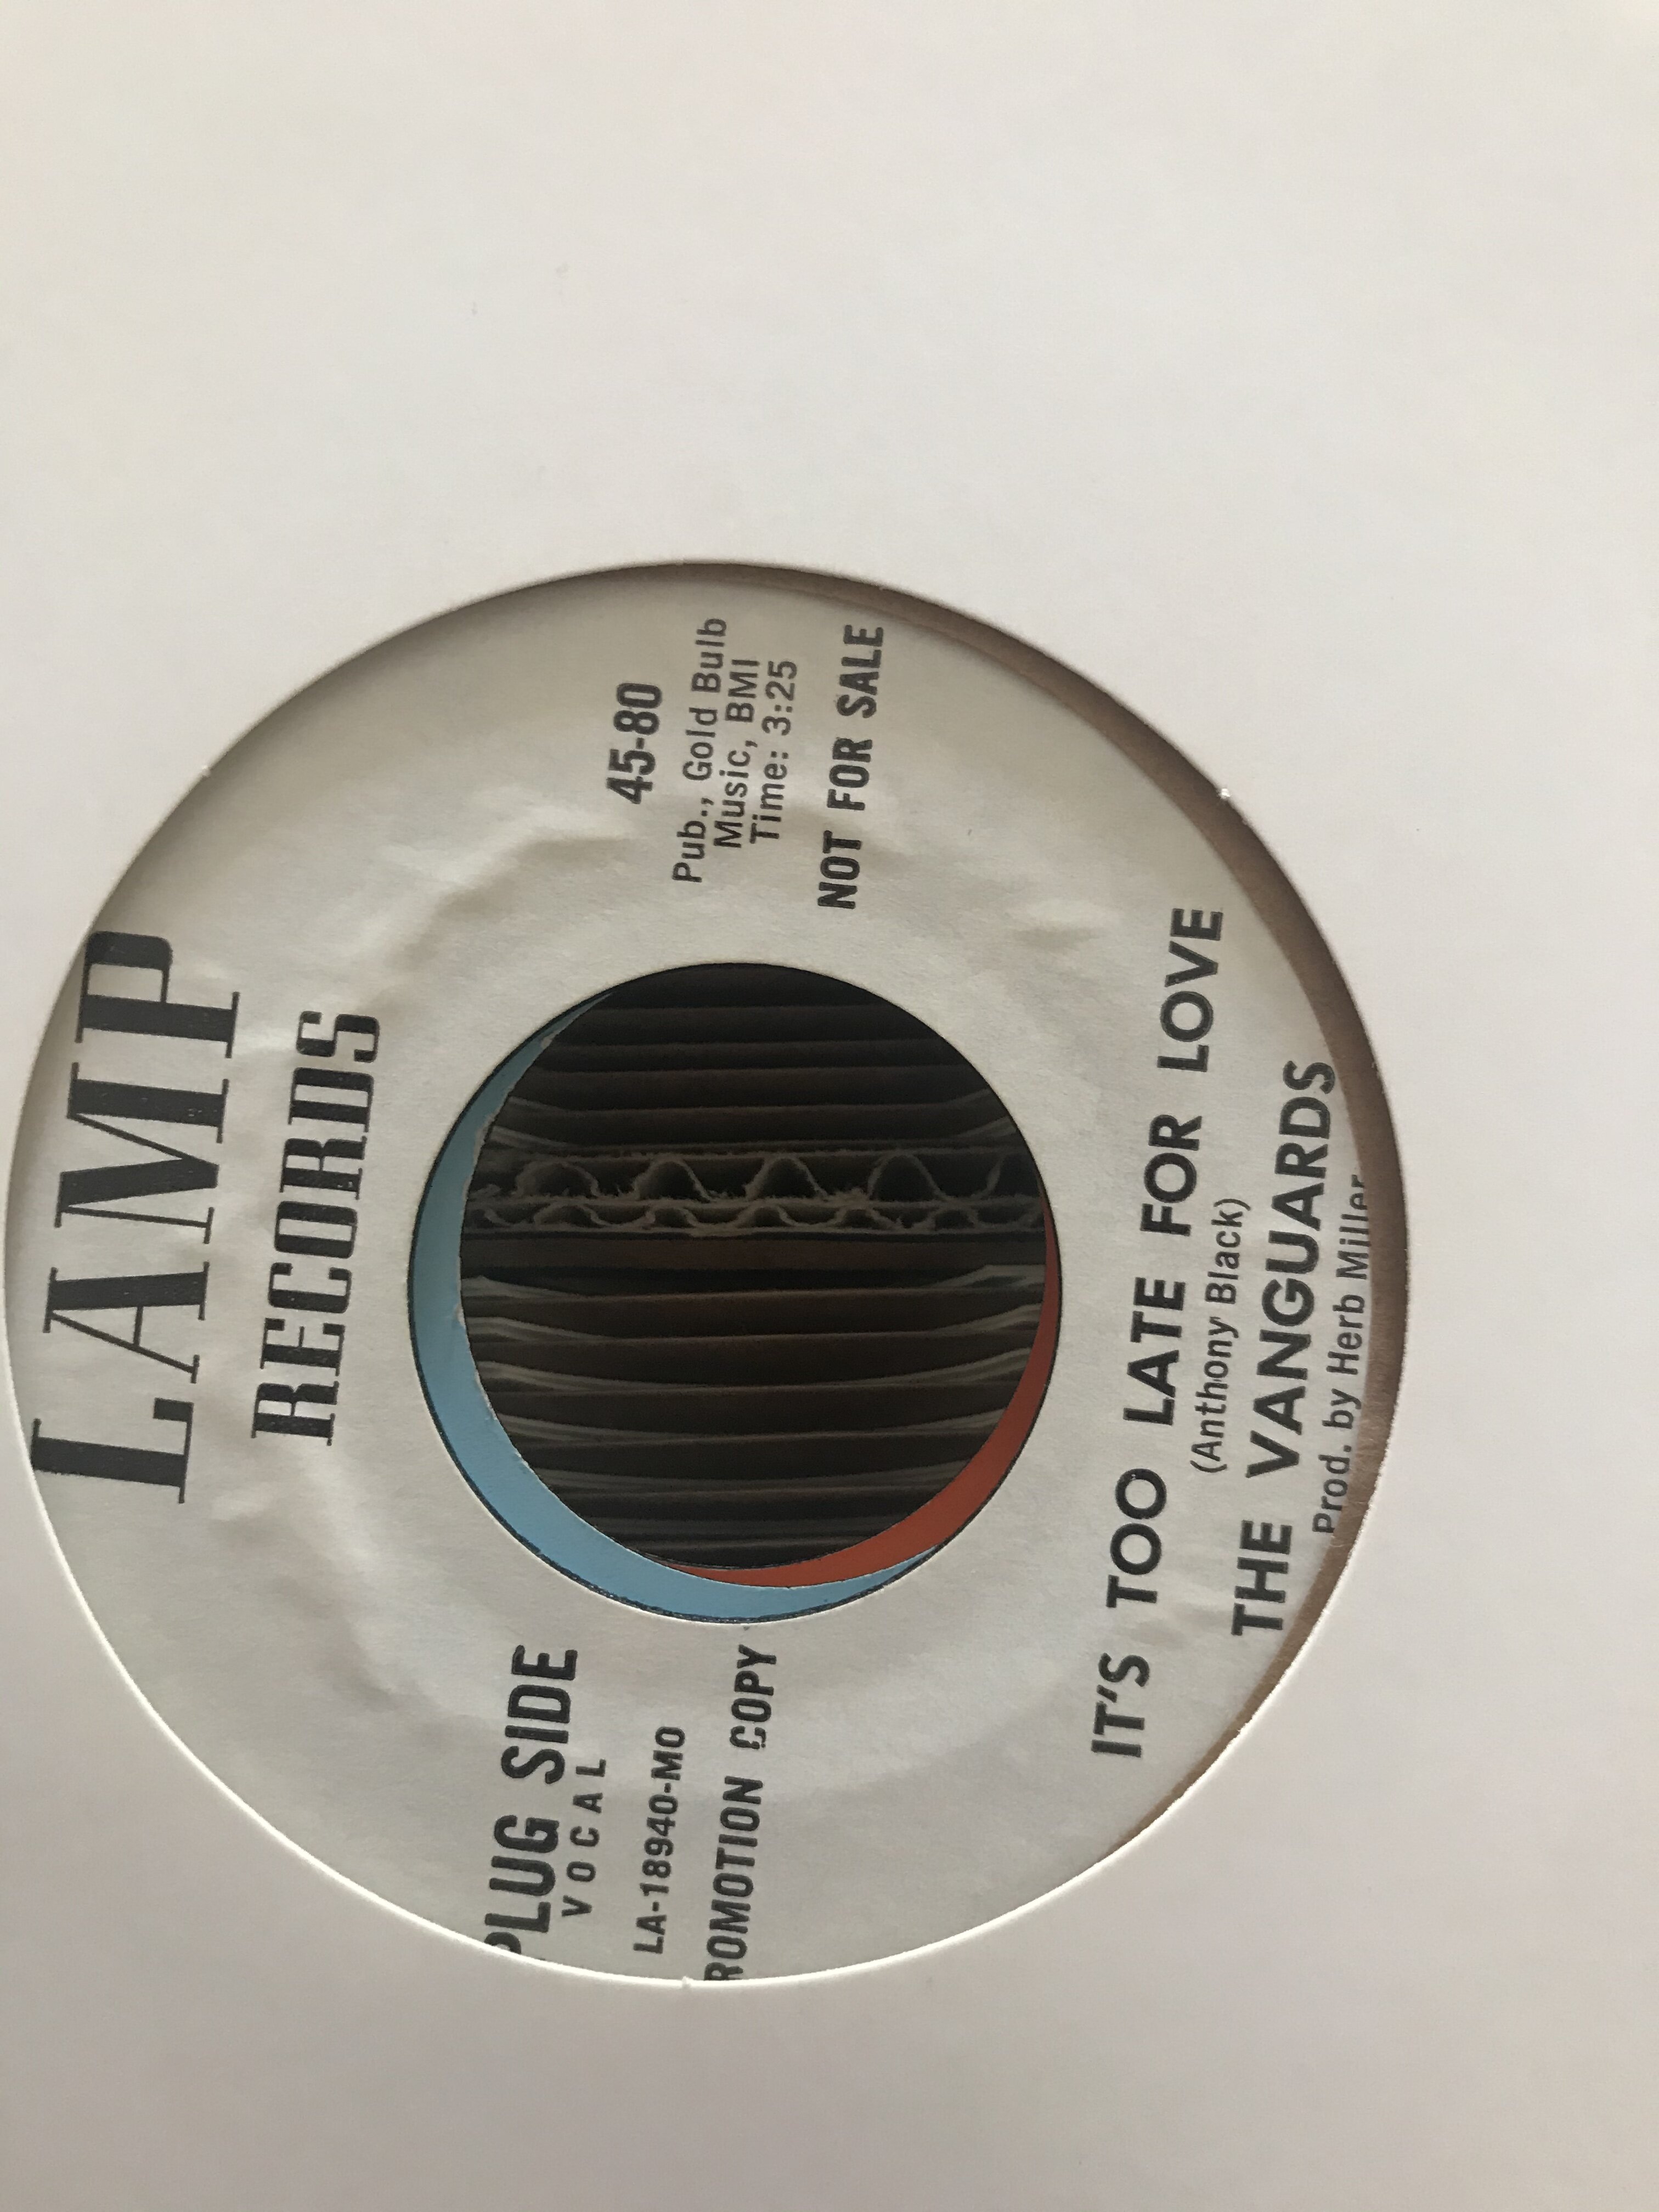 LAMP
RECORDS
PLUG SIDE
VOCAL
LA-18940-MO
ROMOTION COPY
45-80
Pub., Gold Bulb
Music, BMI
Time: 3:25
NOT FOR SALE
IT'S TOO LATE FOR LOVE
(Anthony Black)
THE VANGUARDS
Prod. by Herb Miller